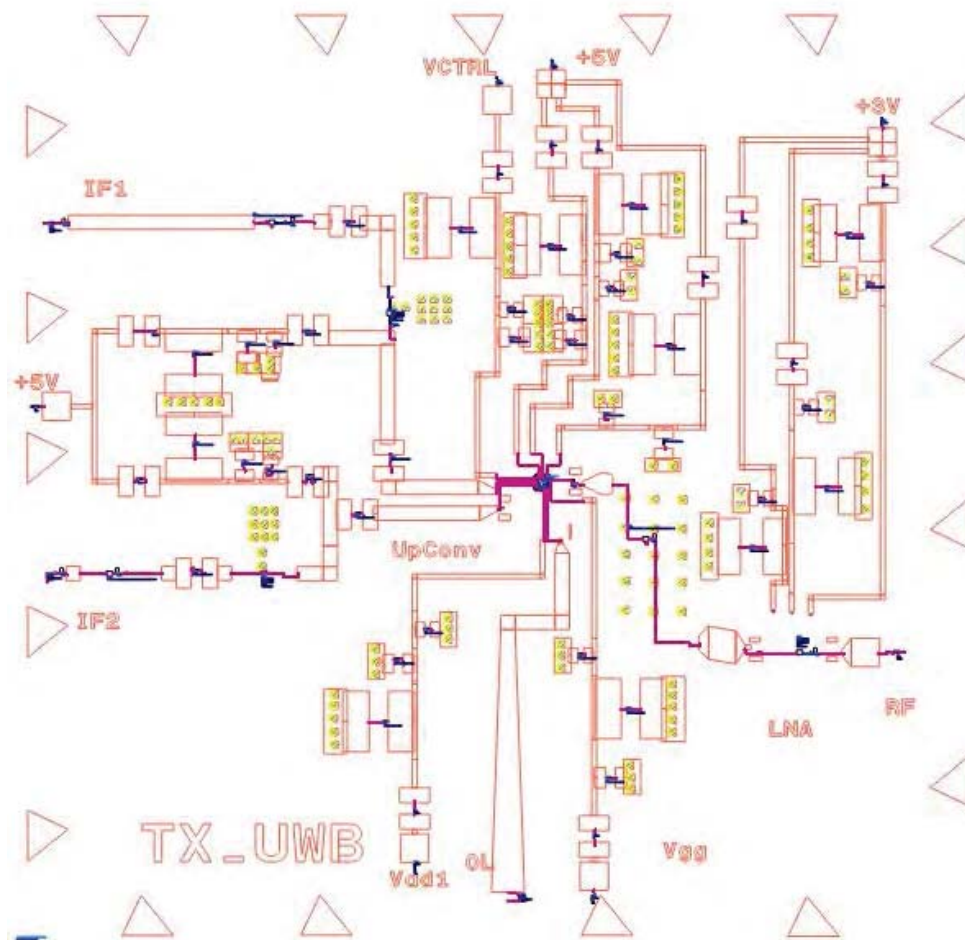 VCTRL
+5V
+3V
IF1
+5V
UpConv
IF2
RF
LNA
TX_UWB
OL
Vgg
Vdd1